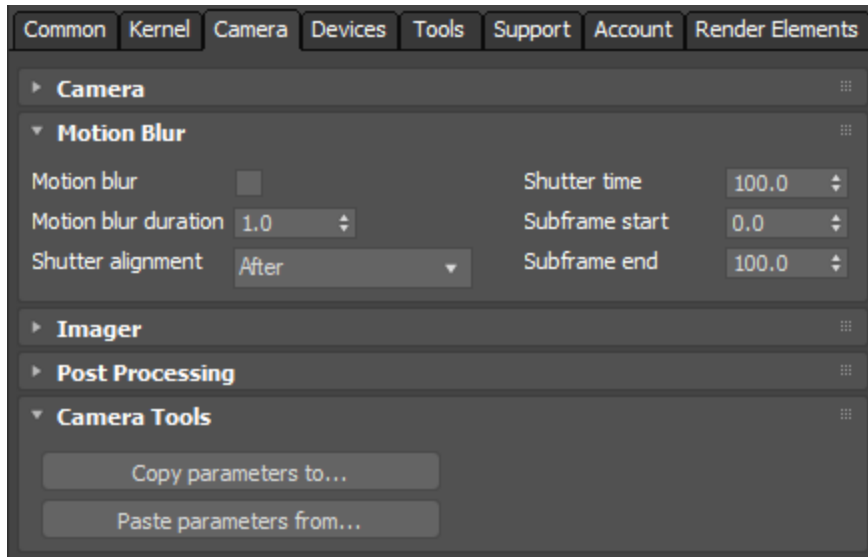 Common Kernel Camera Devices Tools Support Account Render Elements
Camera
Motion Blur
Motion blur Shutter time 100.0
Motion blur duration 1.0 Subframe start 0.0
Shutter alignment After Subframe end 100.0
Imager
Post Processing
Camera Tools
Copy parameters to...
Paste parameters from...